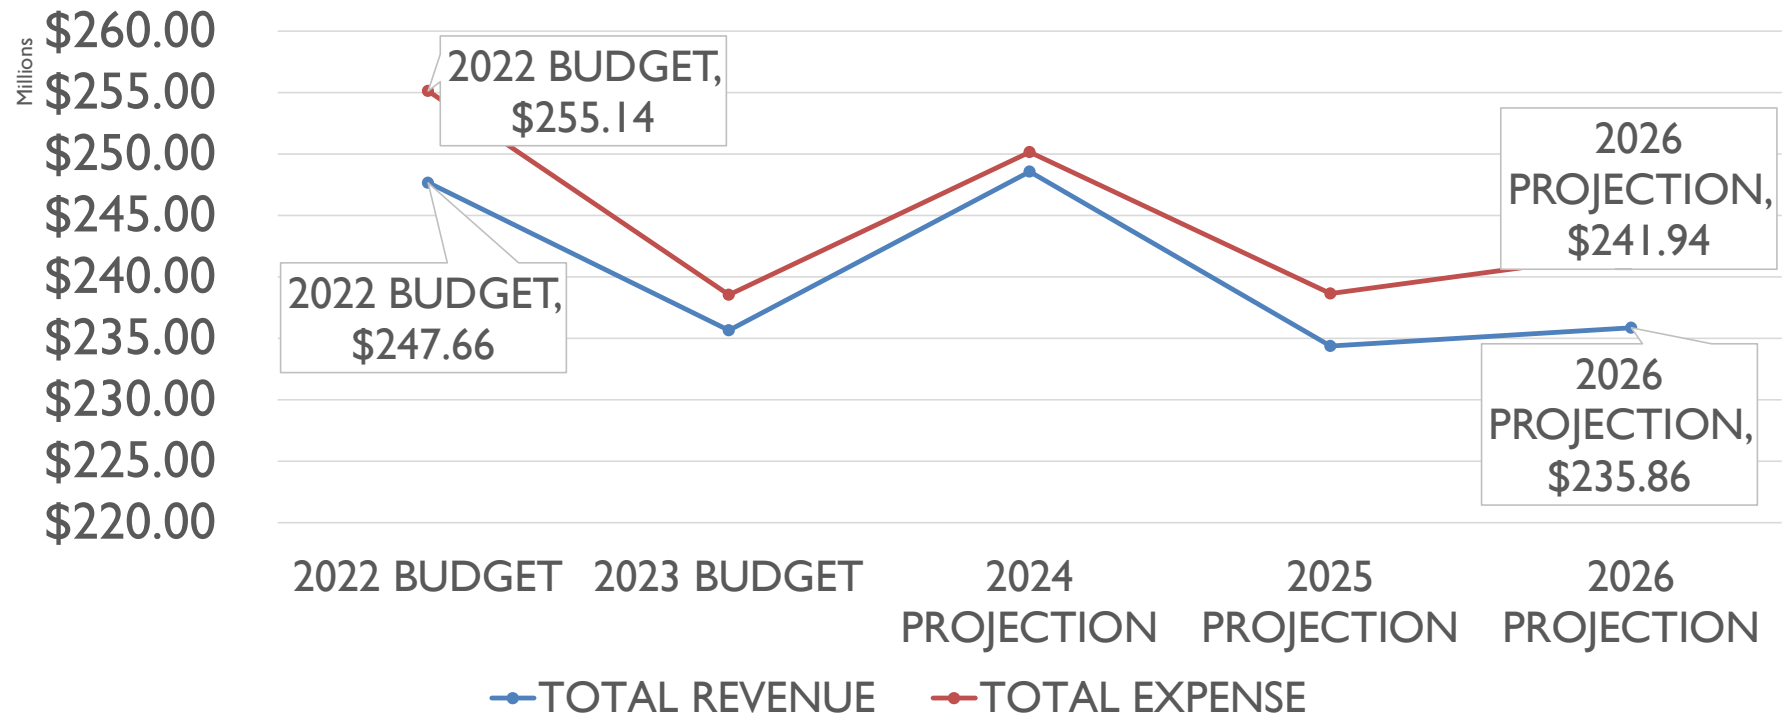 Millions
$260.00
$255.00
$250.00
$245.00
$240.00
$235.00
$230.00
$225.00
$220.00
2022 BUDGET,
$255.14
2022 BUDGET,
$247.66
2026
PROJECTION,
$241.94
2026
PROJECTION,
$235.86
2022 BUDGET
2023 BUDGET
2024
PROJECTION
2025
PROJECTION
2026
PROJECTION
TOTAL REVENUE
TOTAL EXPENSE